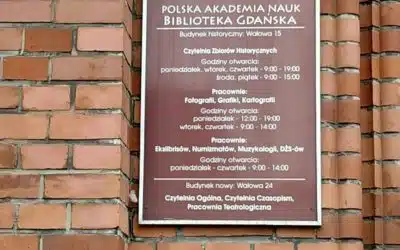 POLSKA AKADEMIA NAUK
BIBLIOTEKA GDAŃSKA
Budynek historyczny: Wałowa 15
Czytelnia Zbiorów Historycznych
Godziny otwarcia:
poniedziałek, wtorek, czwartek - 9:00 - 19:00
środa, piątek - 9:00 - 15:00
Pracownie:
Fotografii, Grafiki, Kartografii
Godziny otwarcia:
poniedziałek - 12:00 - 19:00
wtorek, czwartek - 9:00 - 14:00
Pracownie:
Ekslibrisów, Numizmatów, Muzykologii, DŻS-ów
Godziny otwarcia:
poniedziałek - czwartek - 9:00 - 14:00
Budynek nowy: Wałowa 24
Czytelnia Ogólna, Czytelnia Czasopism,
Pracownia Teatrologiczna